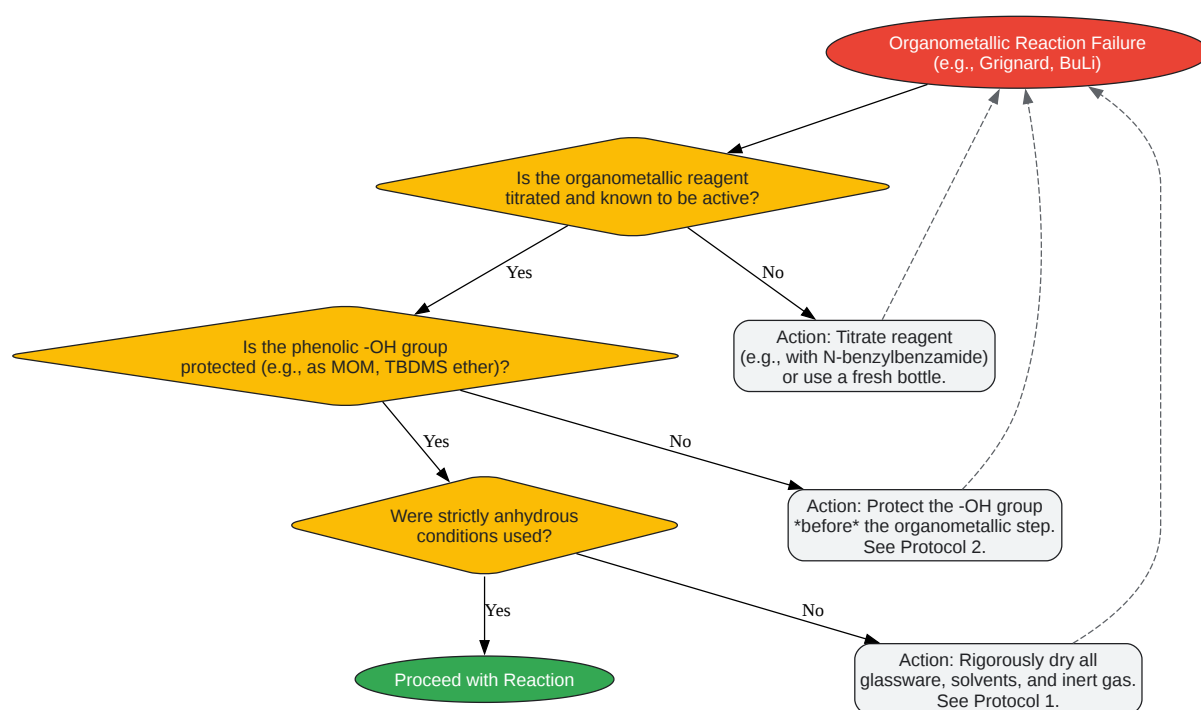 Organometallic Reaction Failure
(e.g., Grignard, BuLi)
Is the organometallic reagent
titrated and known to be active?
Yes
No
Action: Titrate reagent
(e.g., with N-benzylbenzamide)
or use a fresh bottle.
Is the phenolic -OH group
protected (e.g., as MOM, TBDMS ether)?
Yes
No
Action: Protect the -OH group
*before* the organometallic step.
See Protocol 2.
Were strictly anhydrous
conditions used?
Yes
No
Proceed with Reaction
Action: Rigorously dry all
glassware, solvents, and inert gas.
See Protocol 1.